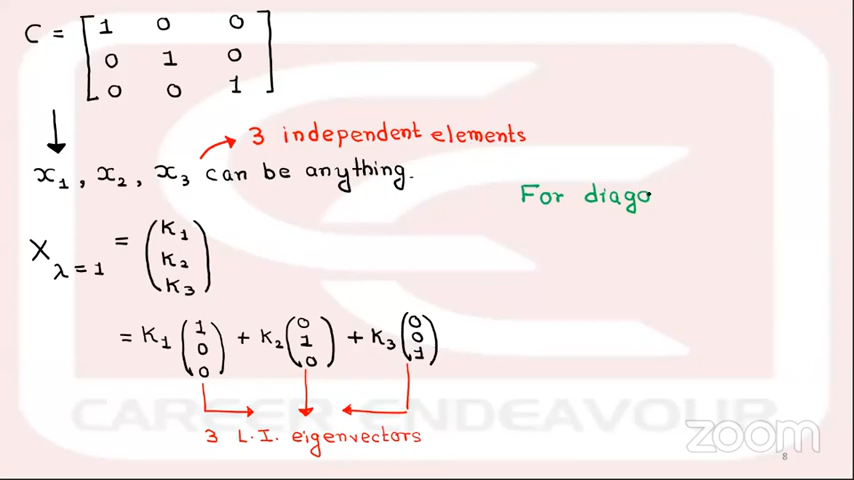 C = [1 0 0
0 1 0
0 0 1]
3 independent elements
x₁, x₂, x₃ can be anything.
For diago
X λ=1 = (K₁
K₂
K₃)
= K₁ (1 0 0) + K₂ (0 1 0) + K₃ (0 0 1)
3 L.I. eigenvectors
CAREER ENDEAVOUR
zoom
8